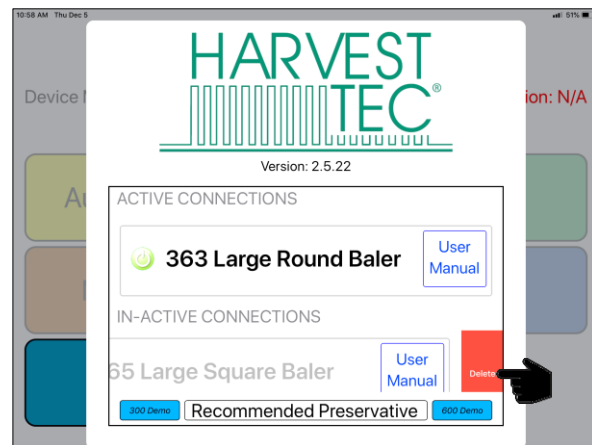 10:58 AM Thu Dec 5
51%
HARVEST
TEC®
Device
ion: N/A
Version: 2.5.22
Au
ACTIVE CONNECTIONS
363 Large Round Baler
User
Manual
IN-ACTIVE CONNECTIONS
65 Large Square Baler
User
Manual
Delete
300 Demo
Recommended Preservative
600 Demo